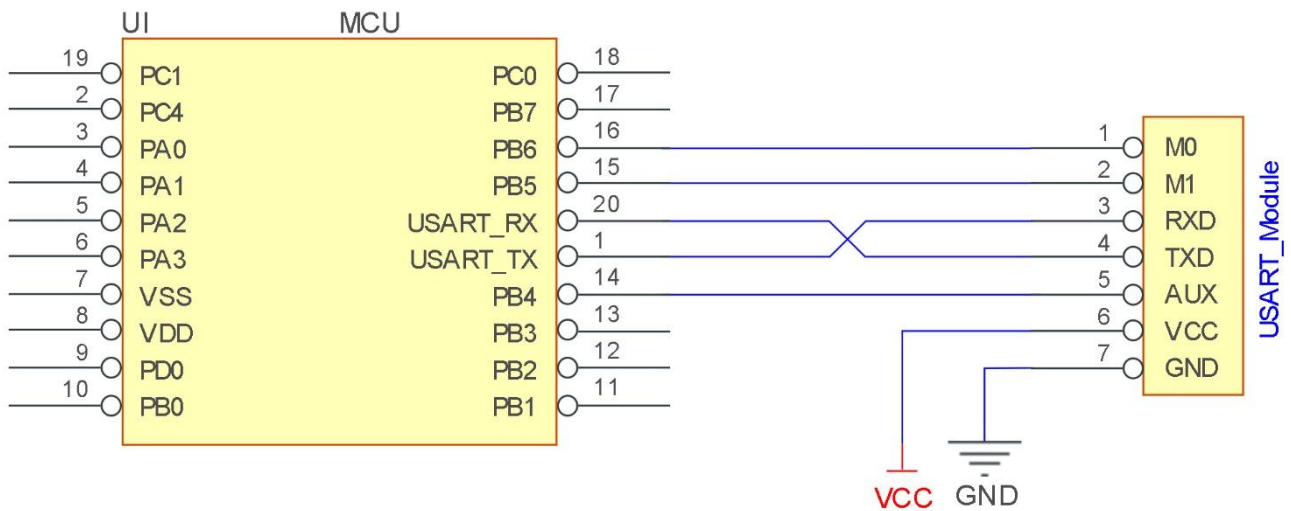 UI MCU
19 PC1 PC0 18
2 PC4 PB7 17
3 PA0 PB6 16
4 PA1 PB5 15
5 PA2 USART_RX 20
6 PA3 USART_TX 1
7 VSS PB4 14
8 VDD PB3 13
9 PD0 PB2 12
10 PB0 PB1 11
1 M0
2 M1
3 RXD
4 TXD
5 AUX
6 VCC
7 GND
USART_Module
VCC GND